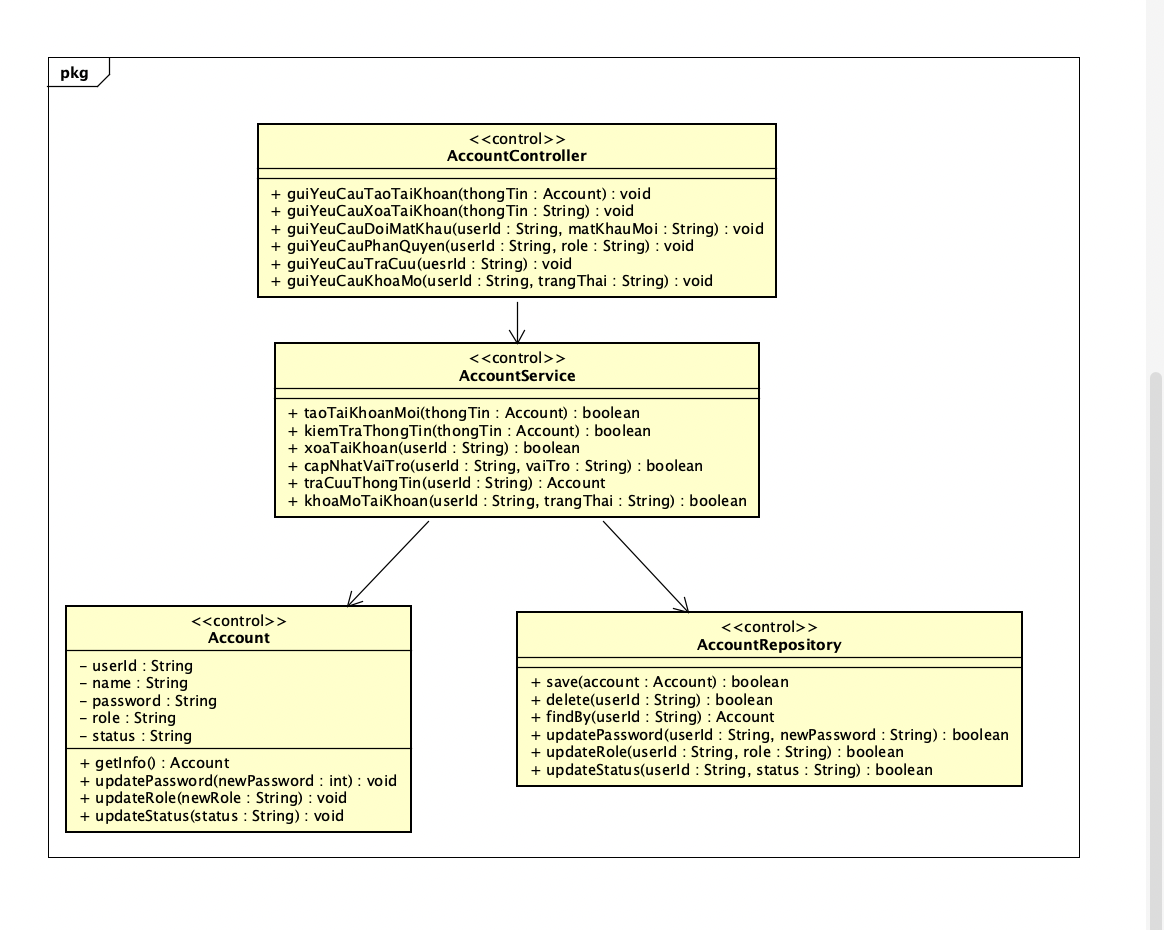 pkg
<<control>>
AccountController
+ guiYeuCauTaoTaiKhoan(thongTin : Account) : void
+ guiYeuCauXoaTaiKhoan(thongTin : String) : void
+ guiYeuCauDoiMatKhau(userId : String, matKhauMoi : String) : void
+ guiYeuCauPhanQuyen(userId : String, role : String) : void
+ guiYeuCauTraCuu(uesrId : String) : void
+ guiYeuCauKhoaMo(userId : String, trangThai : String) : void
<<control>>
AccountService
+ taoTaiKhoanMoi(thongTin : Account) : boolean
+ kiemTraThongTin(thongTin : Account) : boolean
+ xoaTaiKhoan(userId : String) : boolean
+ capNhatVaiTro(userId : String, vaiTro : String) : boolean
+ traCuuThongTin(userId : String) : Account
+ khoaMoTaiKhoan(userId : String, trangThai : String) : boolean
<<control>>
Account
- userId : String
- name : String
- password : String
- role : String
- status : String
+ getInfo() : Account
+ updatePassword(newPassword : int) : void
+ updateRole(newRole : String) : void
+ updateStatus(status : String) : void
<<control>>
AccountRepository
+ save(account : Account) : boolean
+ delete(userId : String) : boolean
+ findBy(userId : String) : Account
+ updatePassword(userId : String, newPassword : String) : boolean
+ updateRole(userId : String, role : String) : boolean
+ updateStatus(userId : String, status : String) : boolean